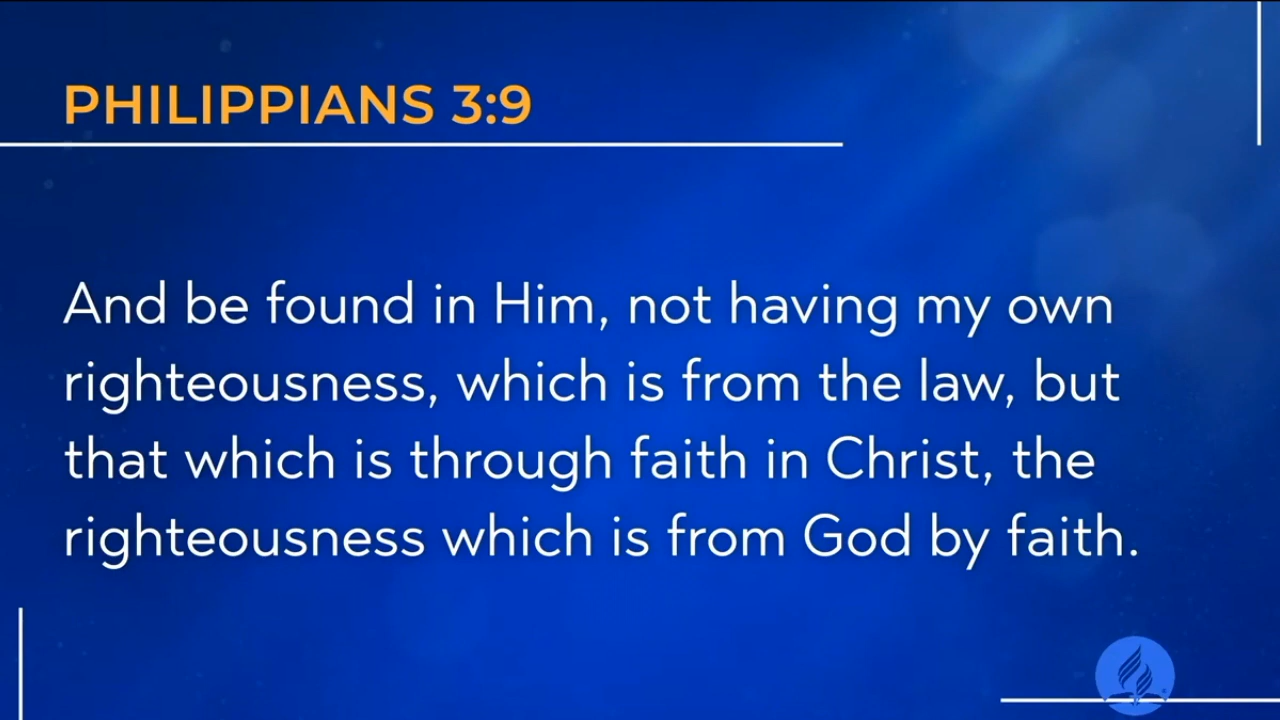 PHILIPPIANS 3:9
And be found in Him, not having my own
righteousness, which is from the law, but
that which is through faith in Christ, the
righteousness which is from God by faith.